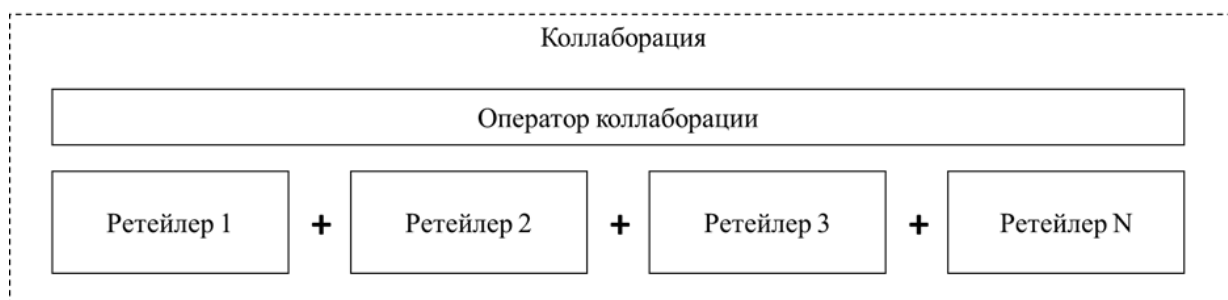 Коллаборация
Оператор коллаборации
Ретейлер 1 + Ретейлер 2 + Ретейлер 3 + Ретейлер N